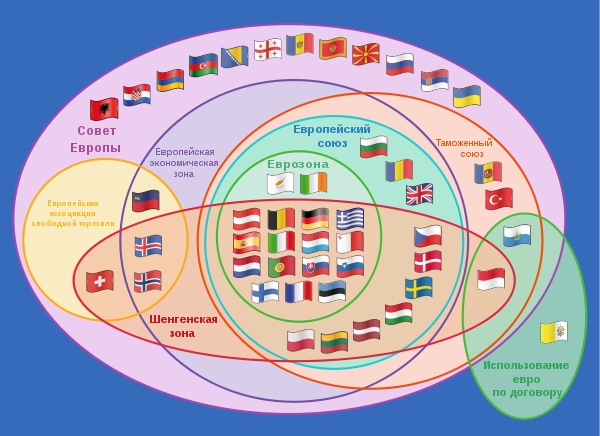 Совет
Европы
Европейская
экономическая
зона
Европейский
союз
Таможенный
союз
Еврозона
Европейская
ассоциация
свободной торговли
Шенгенская
зона
Использование
евро
по договору